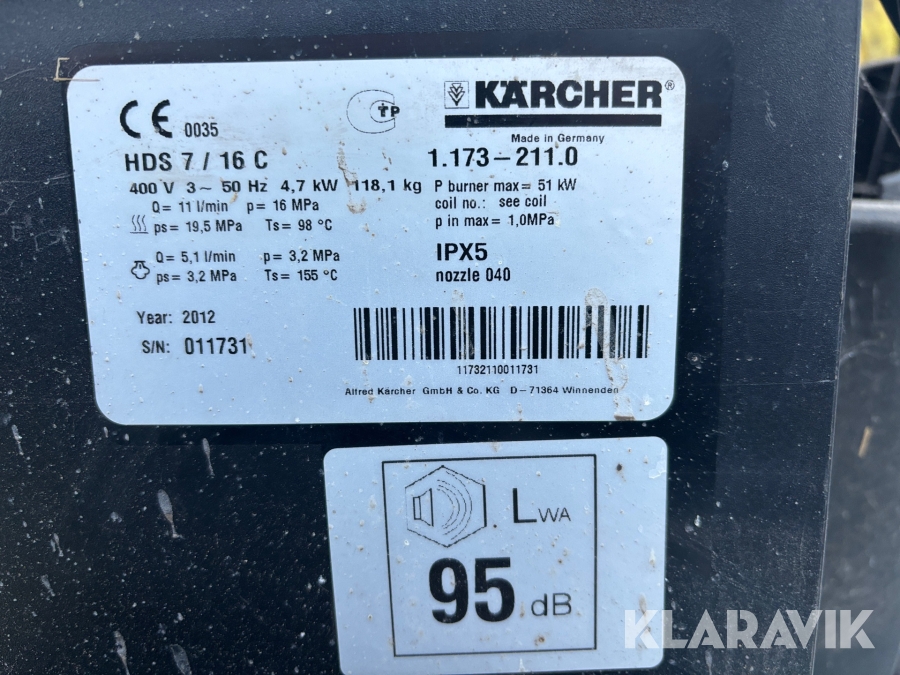 CE 0035
TP
KÄRCHER®
Made in Germany
HDS 7 / 16 C
1.173-211.0
400 V 3~ 50 Hz 4,7 kW 118,1 kg
P burner max= 51 kW
Q= 11 l/min p= 16 MPa
coil no.: see coil
ps= 19,5 MPa Ts= 98 °C
p in max= 1,0MPa
Q= 5,1 l/min p= 3,2 MPa
IPX5
ps= 3,2 MPa Ts= 155 °C
nozzle 040
Year: 2012
S/N: 011731
11732110011731
Alfred Kärcher GmbH & Co. KG D-71364 Winnenden
LWA
95 dB
KLARAVIK